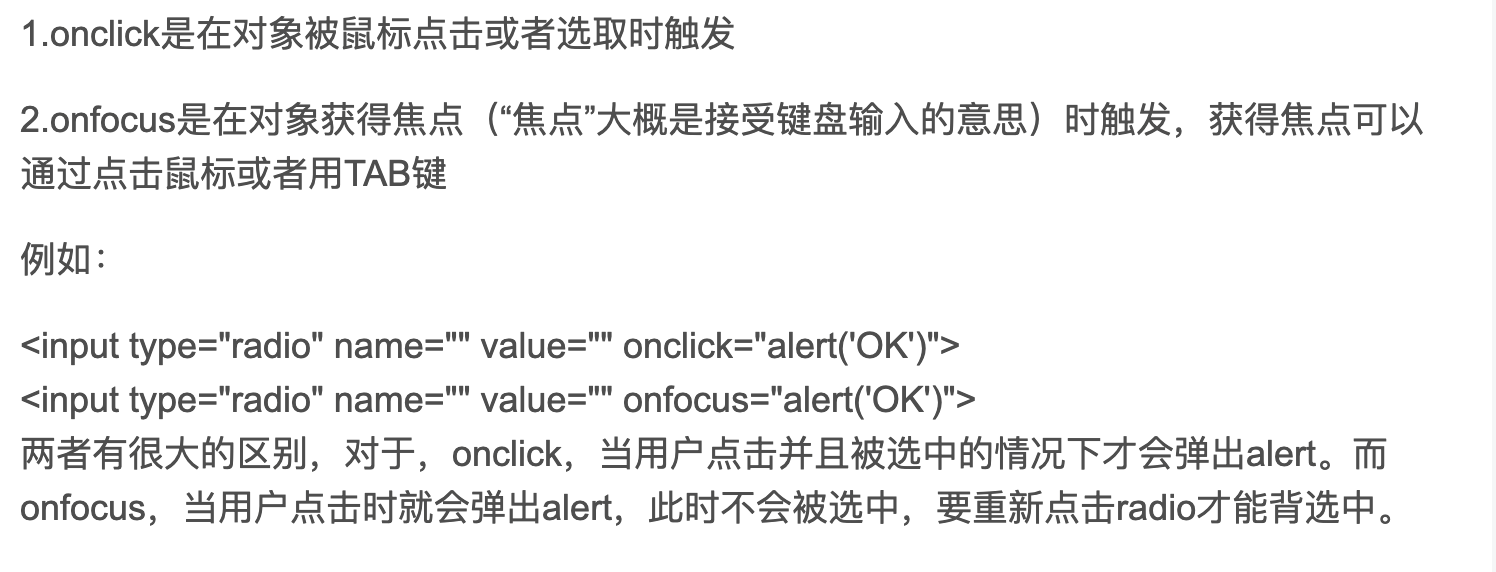 1.onclick是在对象被鼠标点击或者选取时触发
2.onfocus是在对象获得焦点（“焦点”大概是接受键盘输入的意思）时触发，获得焦点可以
通过点击鼠标或者用TAB键
例如：
<input type="radio" name="" value="" onclick="alert('OK')">
<input type="radio" name="" value="" onfocus="alert('OK')">
两者有很大的区别，对于，onclick，当用户点击并且被选中的情况下才会弹出alert。而
onfocus，当用户点击时就会弹出alert，此时不会被选中，要重新点击radio才能背选中。